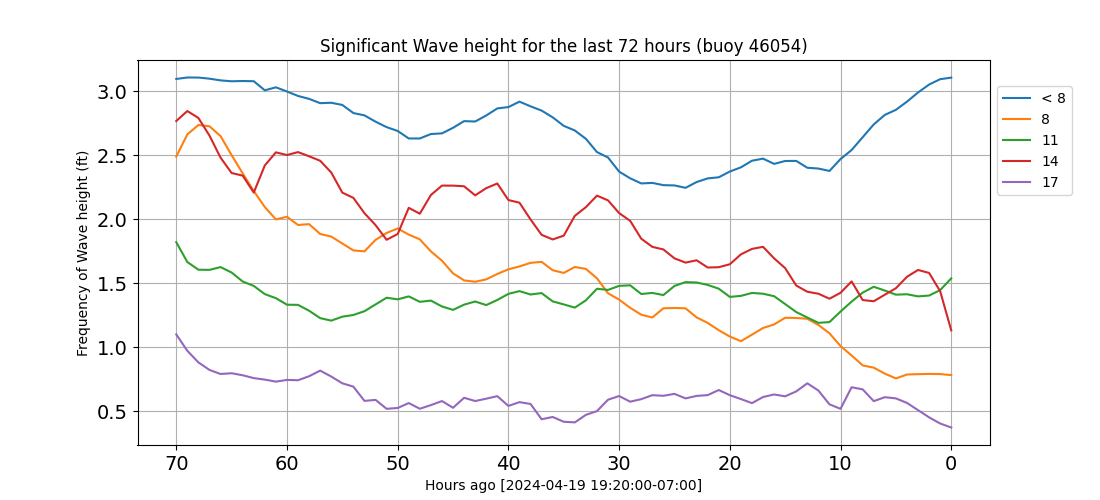 Significant Wave height for the last 72 hours (buoy 46054)
Frequency of Wave height (ft)
3.0
2.5
2.0
1.5
1.0
0.5
70 60 50 40 30 20 10 0
Hours ago [2024-04-19 19:20:00-07:00]
< 8
8
11
14
17